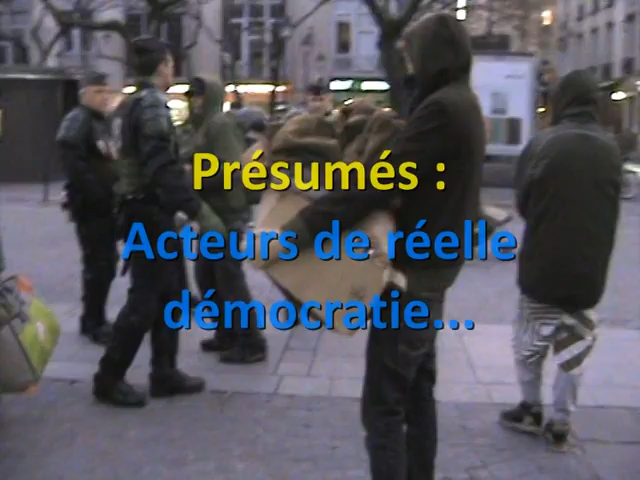 Présumés :
Acteurs de réelle
démocratie...